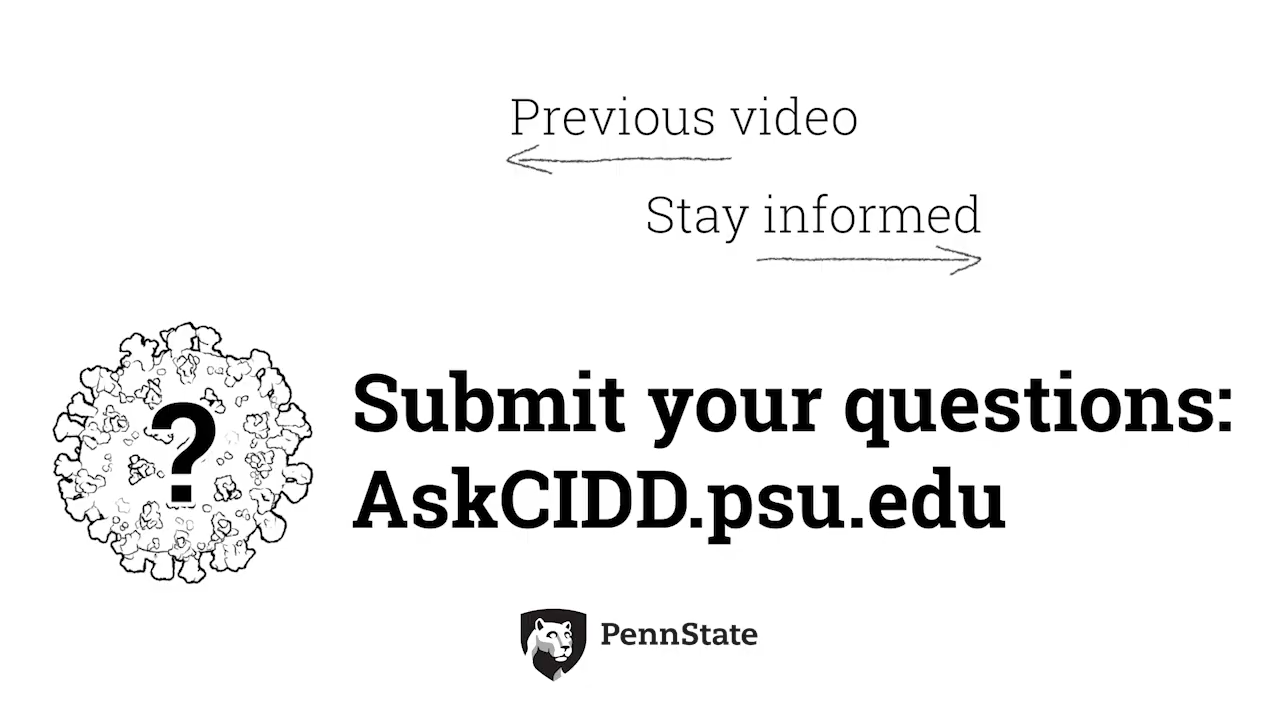 Previous video
Stay informed
?
Submit your questions:
AskCIDD.psu.edu
PennState